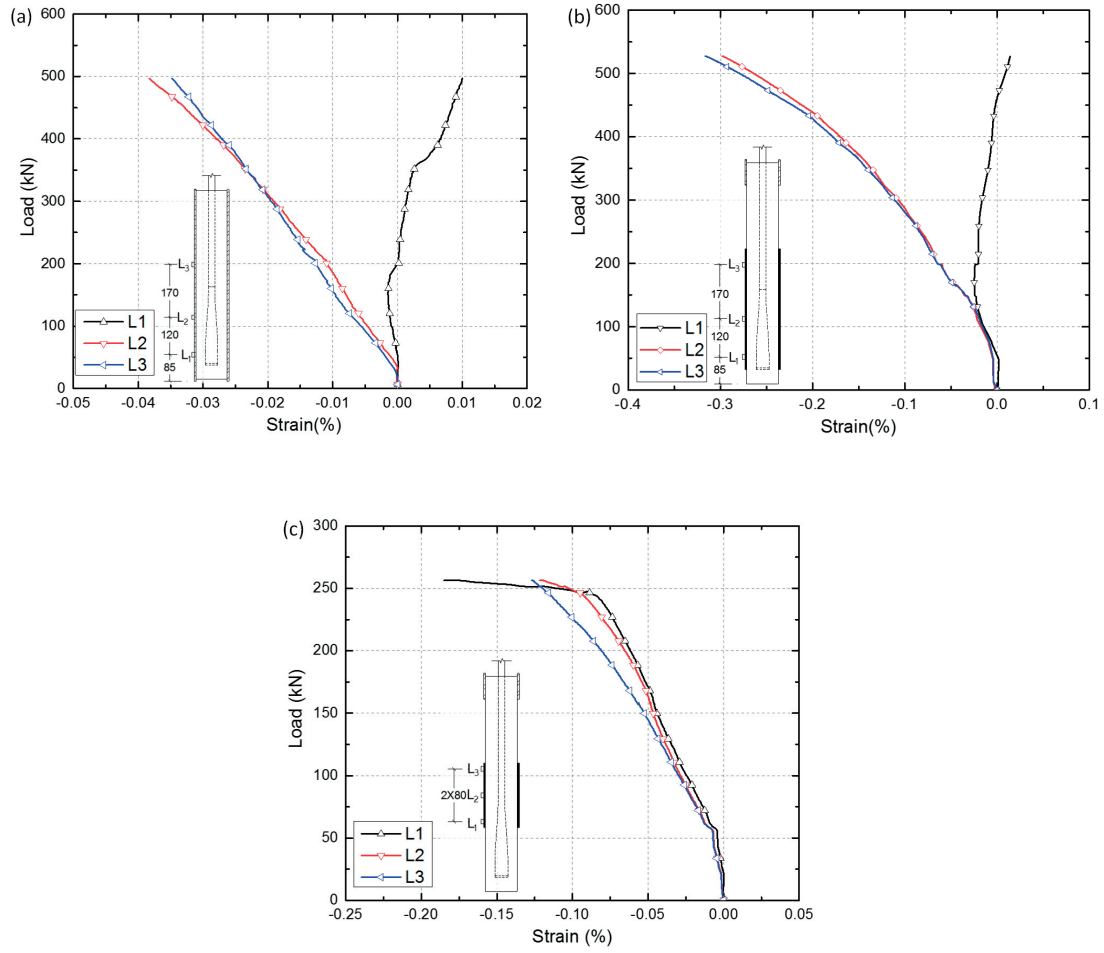 (a)
600
500
400
300
200
100
0
Load (kN)
-0.05
-0.04
-0.03
-0.02
-0.01
0.00
0.01
0.02
Strain(%)
L3
170
L2
120
L1
85
L1
L2
L3
(b)
600
500
400
300
200
100
0
Load (kN)
-0.4
-0.3
-0.2
-0.1
0.0
0.1
Strain(%)
L3
170
L2
120
L1
85
L1
L2
L3
(c)
300
250
200
150
100
50
0
Load (kN)
-0.25
-0.20
-0.15
-0.10
-0.05
0.00
0.05
Strain (%)
L3
2X80L2
L1
L1
L2
L3